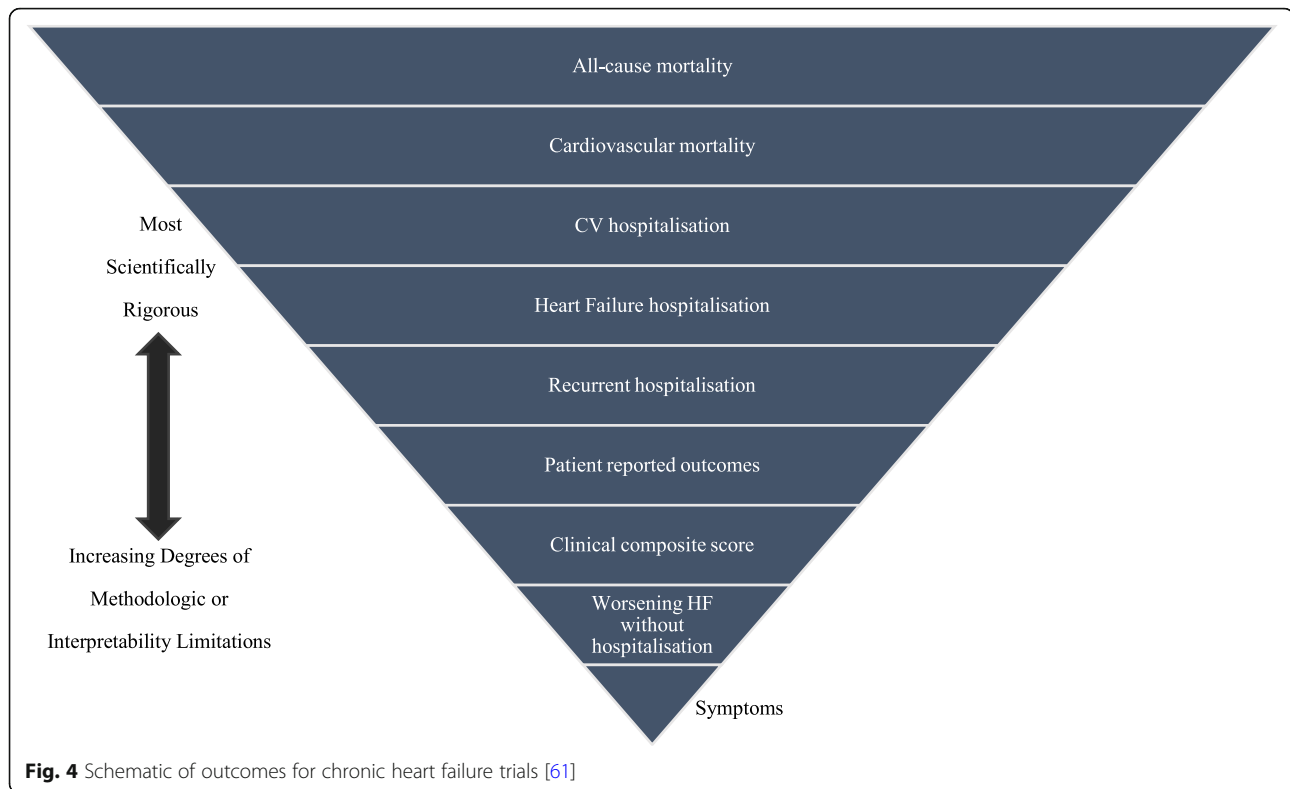 All-cause mortality
Cardiovascular mortality
CV hospitalisation
Heart Failure hospitalisation
Recurrent hospitalisation
Patient reported outcomes
Clinical composite score
Worsening HF
without
hospitalisation
Symptoms
Most
Scientifically
Rigorous
Increasing Degrees of
Methodologic or
Interpretability Limitations
Fig. 4 Schematic of outcomes for chronic heart failure trials [61]